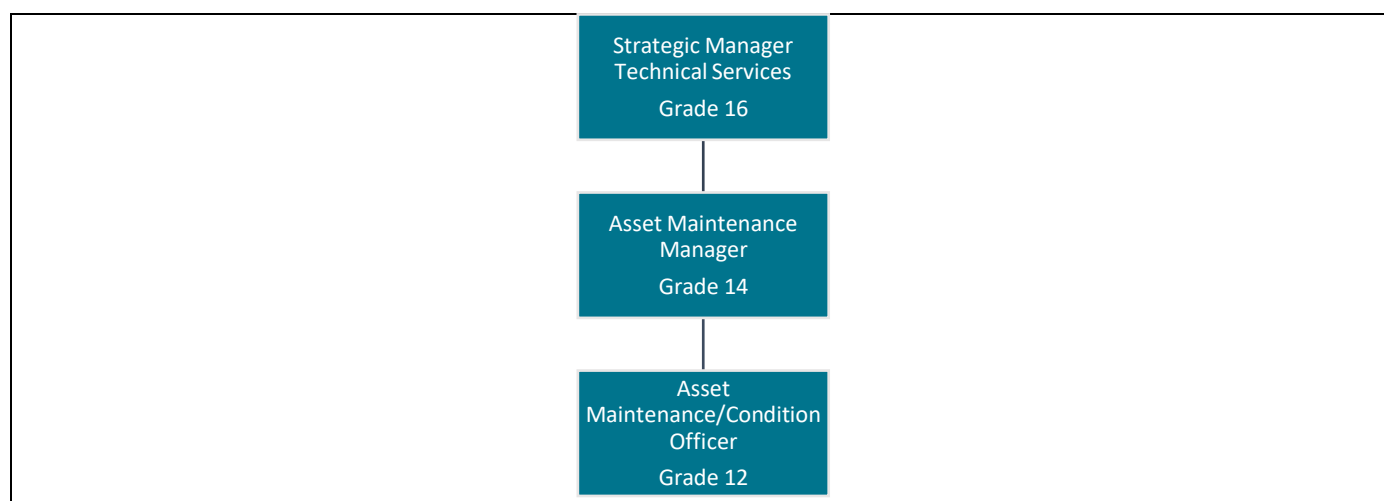 Strategic Manager
Technical Services
Grade 16
Asset Maintenance
Manager
Grade 14
Asset
Maintenance/Condition
Officer
Grade 12